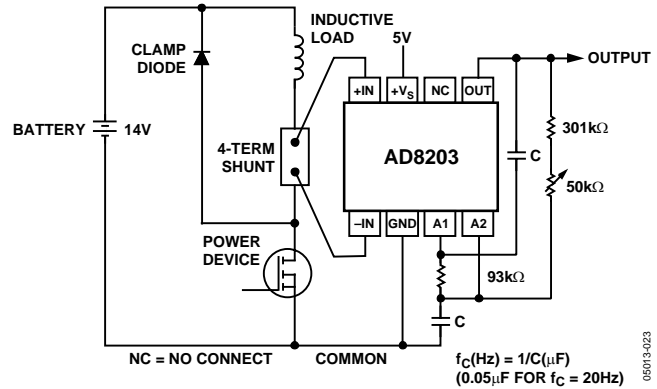 INDUCTIVE
LOAD
CLAMP
DIODE
5V
OUTPUT
+IN
+VS
NC
OUT
BATTERY
14V
4-TERM
SHUNT
AD8203
C
301kΩ
50kΩ
–IN
GND
A1
A2
POWER
DEVICE
93kΩ
C
NC = NO CONNECT
COMMON
fC(Hz) = 1/C(μF)
(0.05μF FOR fC = 20Hz)
05013-023